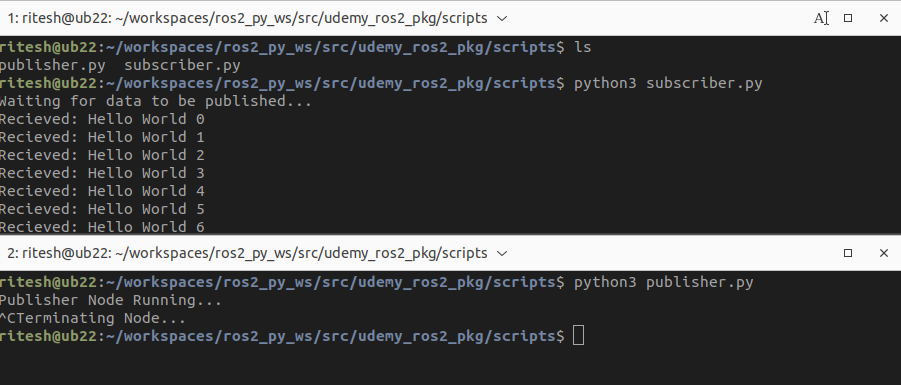 1: ritesh@ub22: ~/workspaces/ros2_py_ws/src/udemy_ros2_pkg/scripts
ritesh@ub22:~/workspaces/ros2_py_ws/src/udemy_ros2_pkg/scripts$ ls
publisher.py  subscriber.py
ritesh@ub22:~/workspaces/ros2_py_ws/src/udemy_ros2_pkg/scripts$ python3 subscriber.py
Waiting for data to be published...
Recieved: Hello World 0
Recieved: Hello World 1
Recieved: Hello World 2
Recieved: Hello World 3
Recieved: Hello World 4
Recieved: Hello World 5
Recieved: Hello World 6
2: ritesh@ub22: ~/workspaces/ros2_py_ws/src/udemy_ros2_pkg/scripts
ritesh@ub22:~/workspaces/ros2_py_ws/src/udemy_ros2_pkg/scripts$ python3 publisher.py
Publisher Node Running...
^CTerminating Node...
ritesh@ub22:~/workspaces/ros2_py_ws/src/udemy_ros2_pkg/scripts$